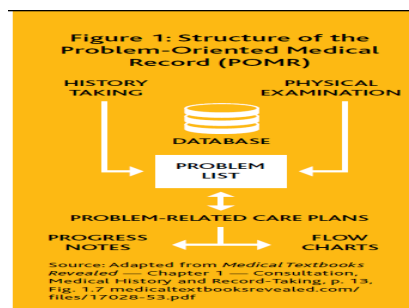 Figure 1: Structure of the
Problem-Oriented Medical
Record (POMR)
HISTORY
TAKING
PHYSICAL
EXAMINATION
DATABASE
PROBLEM
LIST
PROBLEM-RELATED CARE PLANS
PROGRESS
NOTES
FLOW
CHARTS
Source: Adapted from Medical Textbooks
Revealed — Chapter 1 — Consultation,
Medical History and Record-Taking, p. 13,
Fig. 1.7 medicaltextbooksrevealed.com/
files/17028-53.pdf